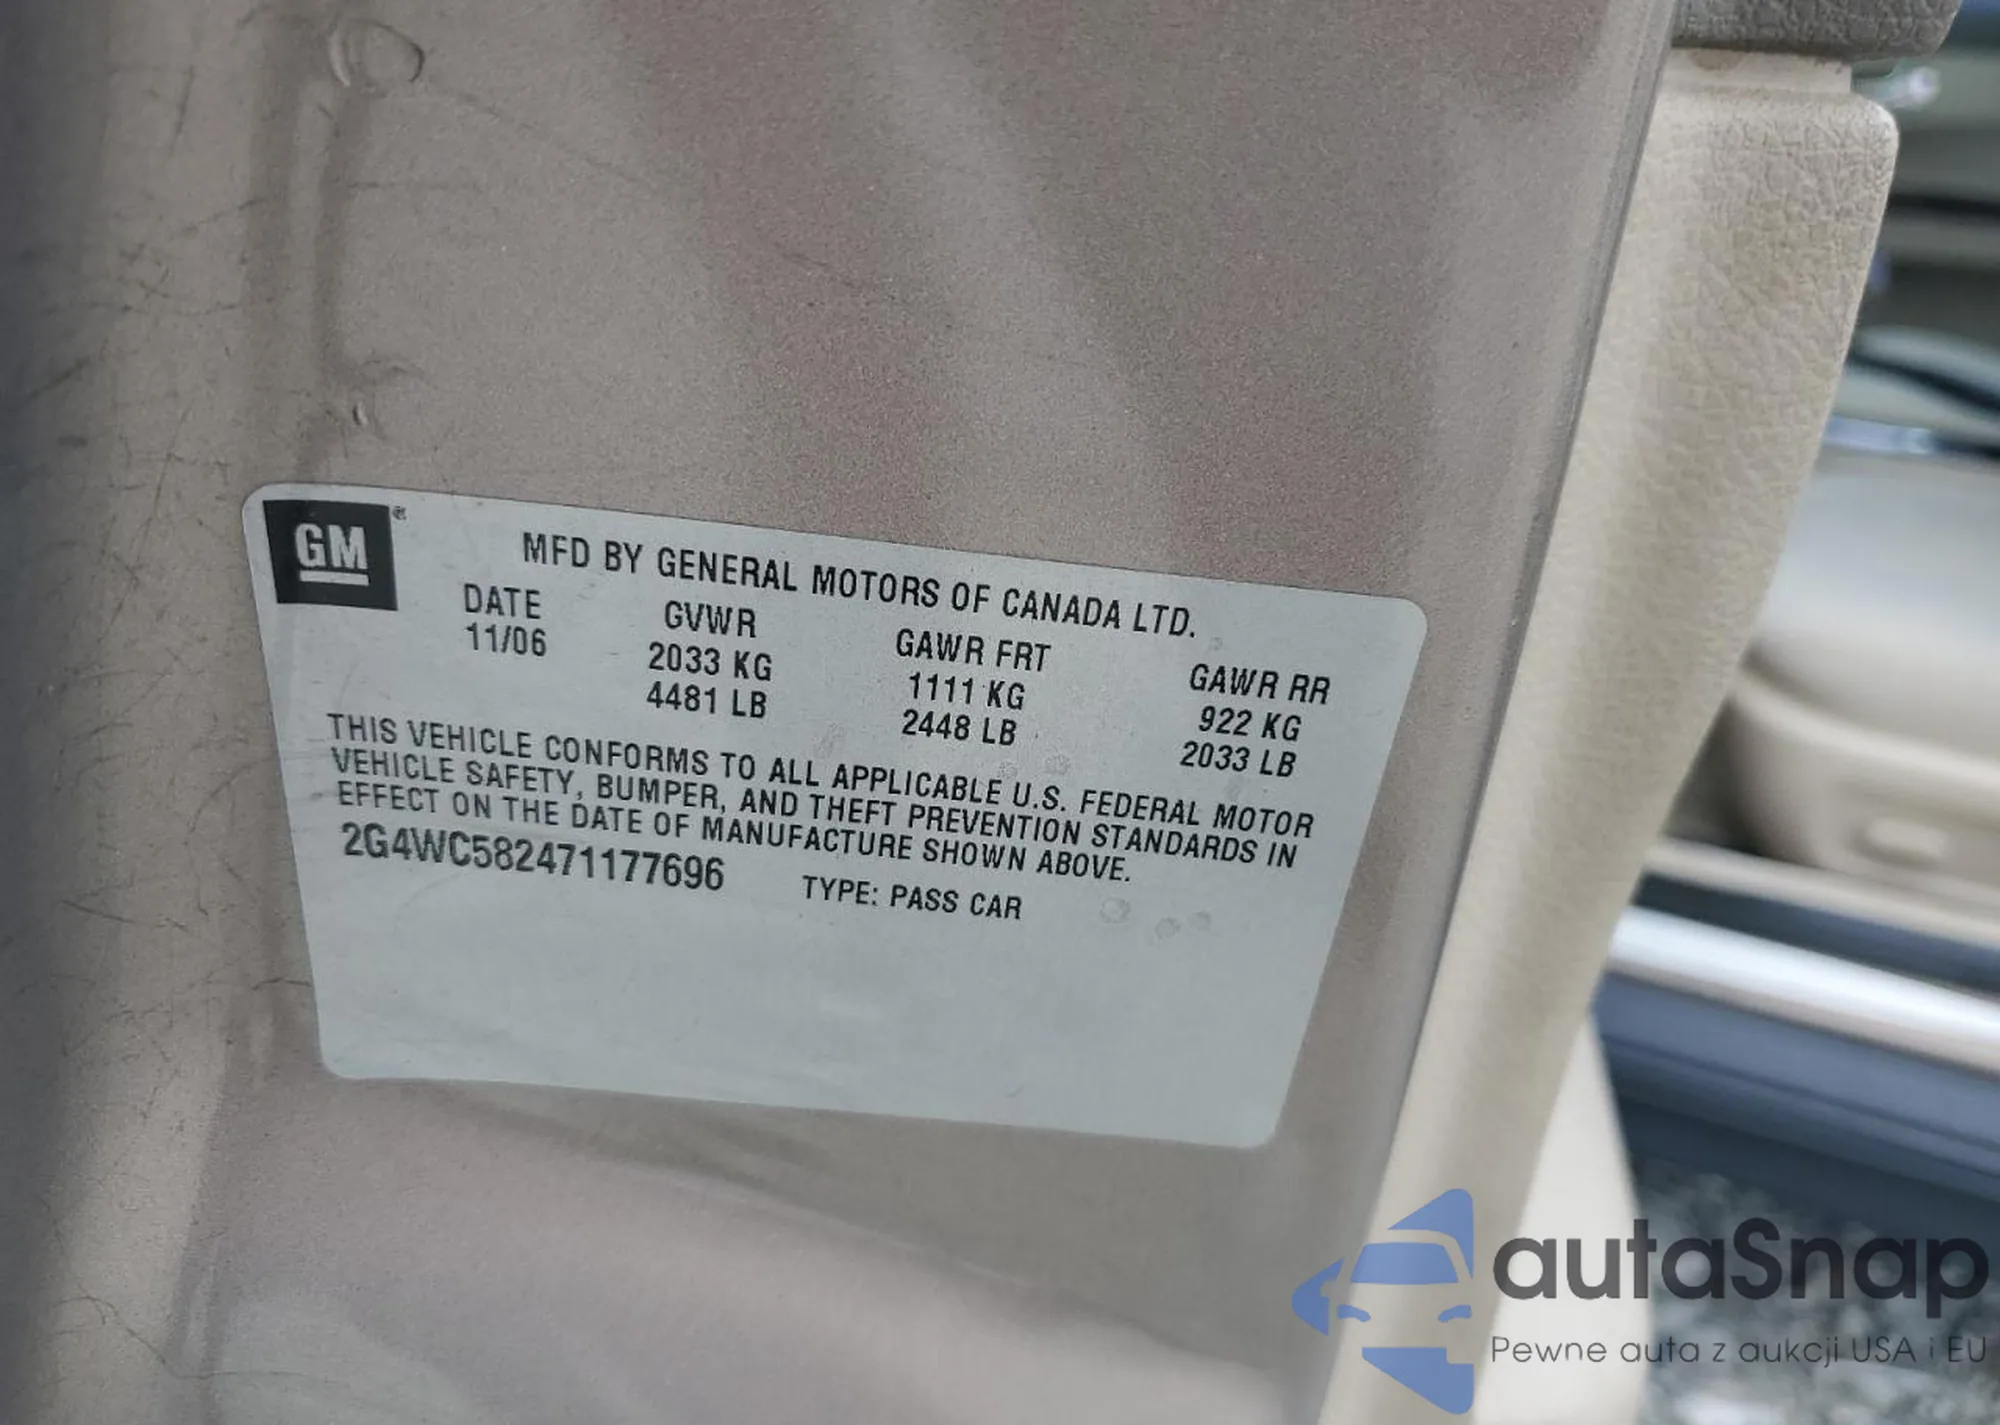 GM®
MFD BY GENERAL MOTORS OF CANADA LTD.
DATE GVWR GAWR FRT GAWR RR
11/06 2033 KG 1111 KG 922 KG
4481 LB 2448 LB 2033 LB
THIS VEHICLE CONFORMS TO ALL APPLICABLE U.S. FEDERAL MOTOR
VEHICLE SAFETY, BUMPER, AND THEFT PREVENTION STANDARDS IN
EFFECT ON THE DATE OF MANUFACTURE SHOWN ABOVE.
2G4WC582471177696 TYPE: PASS CAR
autaSnap
Pewne auta z aukcji USA i EU